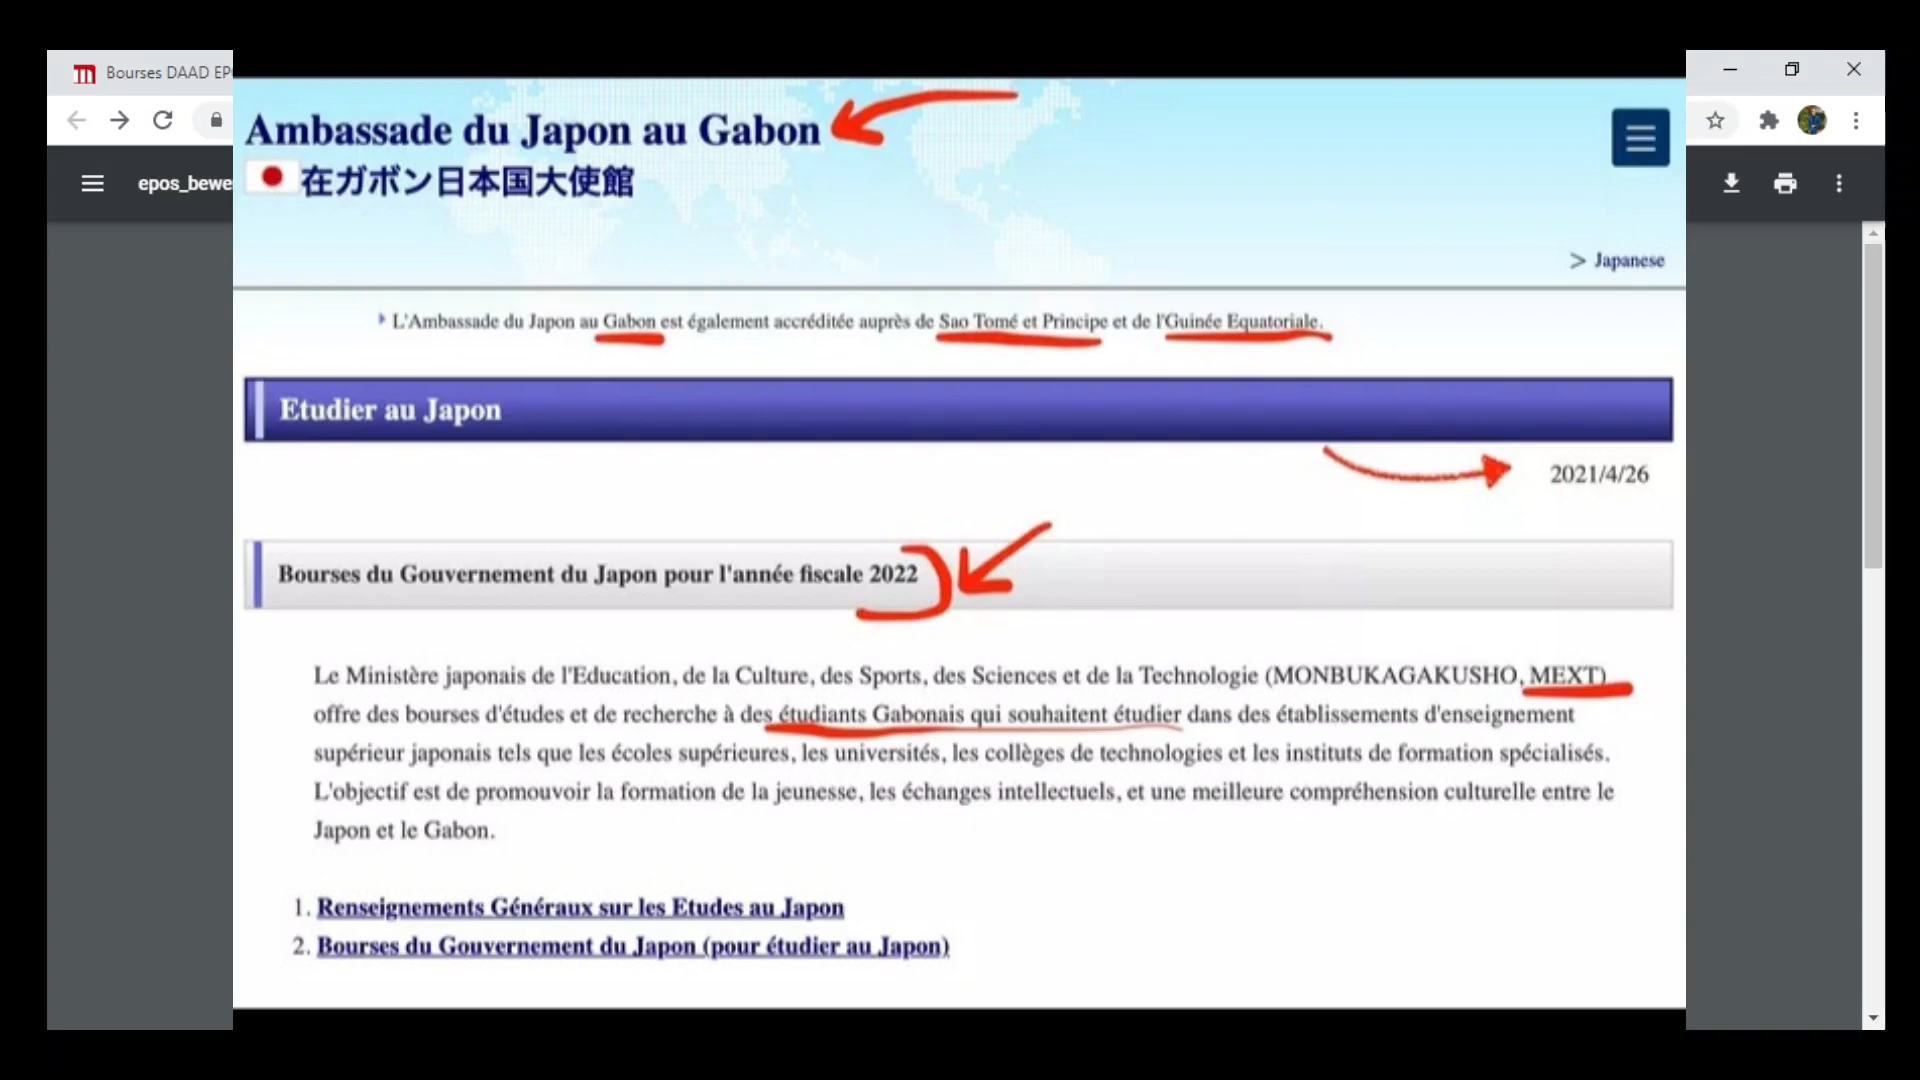 Bourses DAAD EP
epos_bewe
Ambassade du Japon au Gabon
在ガボン日本国大使館
> Japanese
L'Ambassade du Japon au Gabon est également accréditée auprès de Sao Tomé et Principe et de l'Guinée Equatoriale.
Etudier au Japon
2021/4/26
Bourses du Gouvernement du Japon pour l'année fiscale 2022
Le Ministère japonais de l'Education, de la Culture, des Sports, des Sciences et de la Technologie (MONBUKAGAKUSHO, MEXT)
offre des bourses d'études et de recherche à des étudiants Gabonais qui souhaitent étudier dans des établissements d'enseignement
supérieur japonais tels que les écoles supérieures, les universités, les collèges de technologies et les instituts de formation spécialisés.
L'objectif est de promouvoir la formation de la jeunesse, les échanges intellectuels, et une meilleure compréhension culturelle entre le
Japon et le Gabon.
1. Renseignements Généraux sur les Etudes au Japon
2. Bourses du Gouvernement du Japon (pour étudier au Japon)